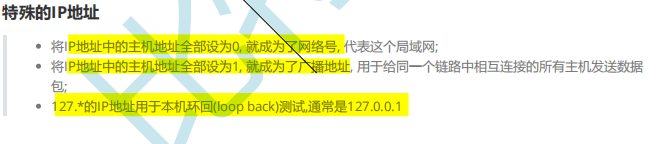 特殊的IP地址
将IP地址中的主机地址全部设为0, 就成为了网络号, 代表这个局域网;
将IP地址中的主机地址全部设为1, 就成为了广播地址, 用于给同一个链路中相互连接的所有主机发送数据
包;
127.*的IP地址用于本机环回(loop back)测试,通常是127.0.0.1